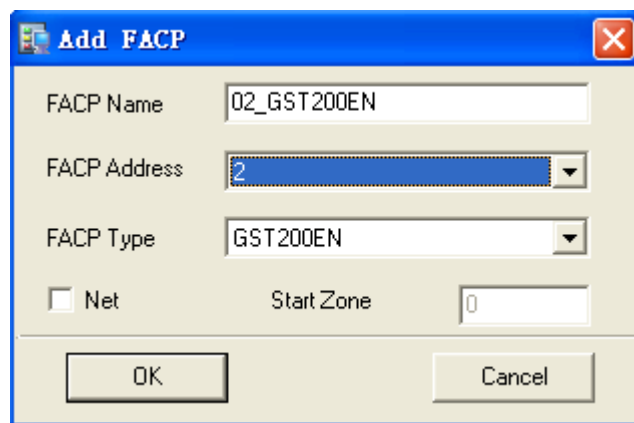 Add FACP
FACP Name 02_GST200EN
FACP Address 2
FACP Type GST200EN
Net Start Zone 0
OK Cancel